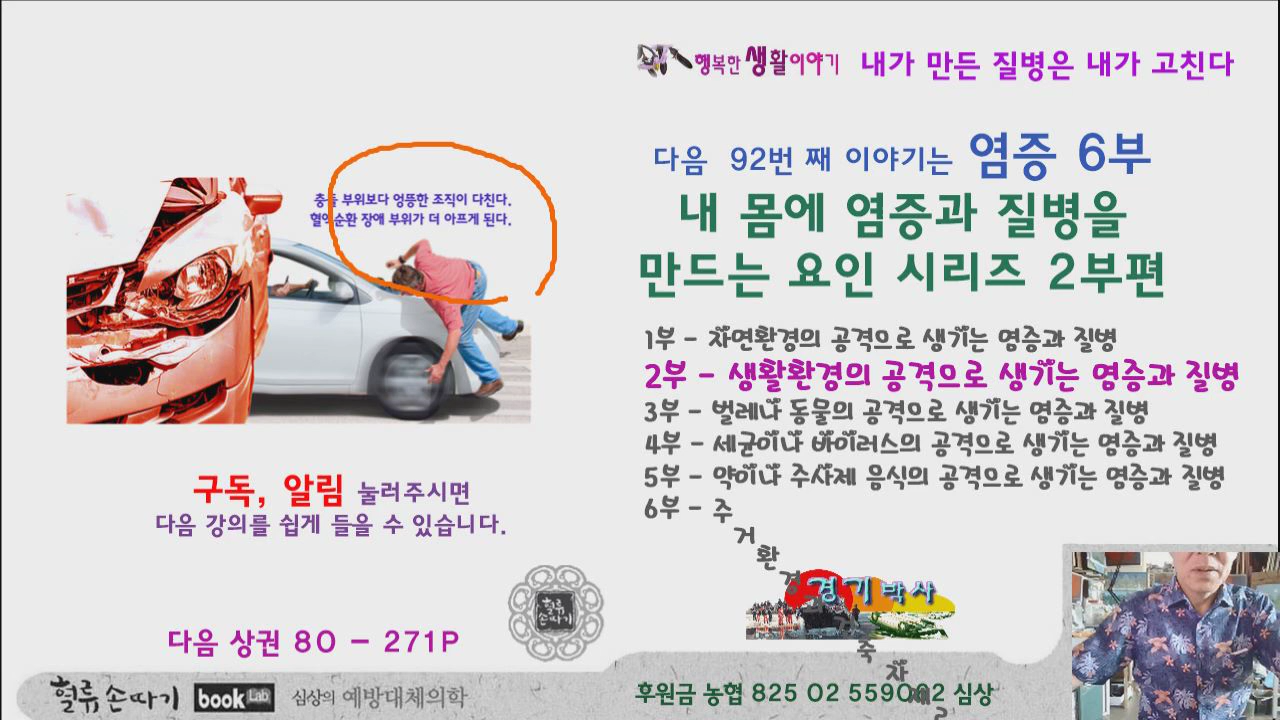 행복한 생활이야기 내가 만든 질병은 내가 고친다
다음 92번 째 이야기는 염증 6부
내 몸에 염증과 질병을
만드는 요인 시리즈 2부편
1부 - 자연환경의 공격으로 생기는 염증과 질병
2부 - 생활환경의 공격으로 생기는 염증과 질병
3부 - 벌레나 동물의 공격으로 생기는 염증과 질병
4부 - 세균이나 바이러스의 공격으로 생기는 염증과 질병
5부 - 약이나 주사제 음식의 공격으로 생기는 염증과 질병
6부 - 주거환경
축자
경기박사
충돌 부위보다 엉뚱한 조직이 다친다.
혈액순환 장애 부위가 더 아프게 된다.
구독, 알림 눌러주시면
다음 강의를 쉽게 들을 수 있습니다.
혈류
손따기
다음 상권 80 - 271P
혈류 손따기 book Lab 심상의 예방대체의학
후원금 농협 825 02 559002 심상